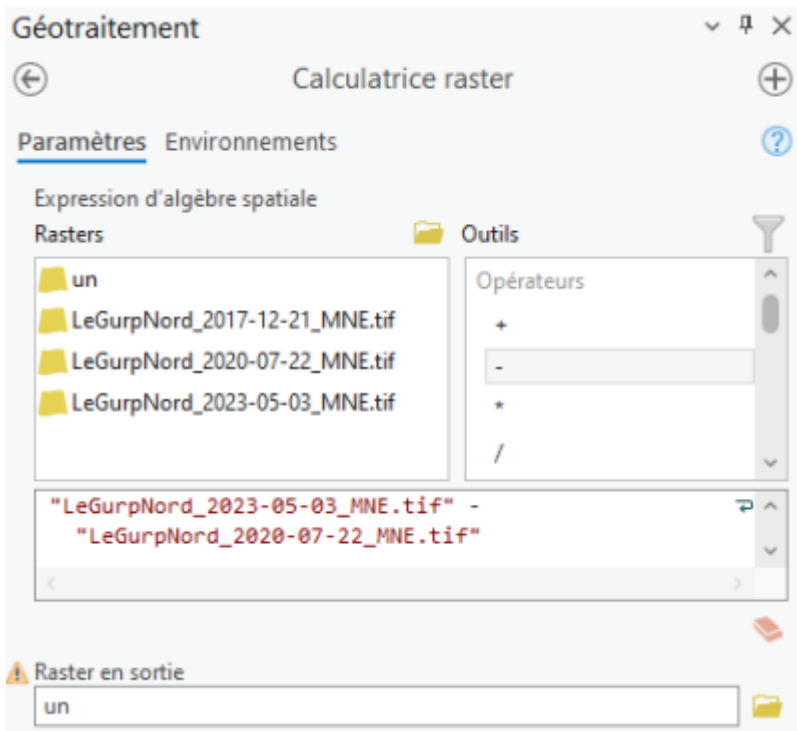 Géotraitement
Calculatrice raster
Paramètres Environnements
Expression d'algèbre spatiale
Rasters
Outils
un
LeGurpNord_2017-12-21_MNE.tif
LeGurpNord_2020-07-22_MNE.tif
LeGurpNord_2023-05-03_MNE.tif
Opérateurs
+
-
*
/
"LeGurpNord_2023-05-03_MNE.tif" -
"LeGurpNord_2020-07-22_MNE.tif"
Raster en sortie
un